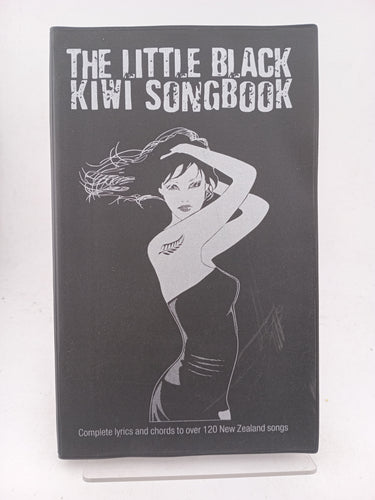 THE LITTLE BLACK
KIWI SONGBOOK
Complete lyrics and chords to over 120 New Zealand songs